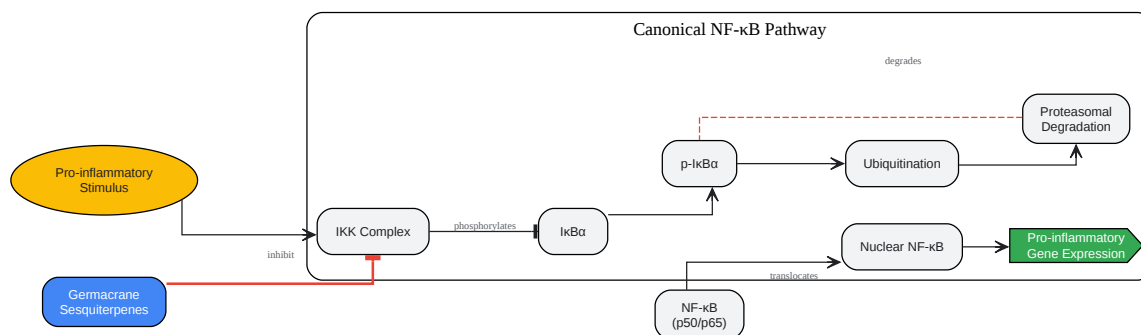 Canonical NF-κB Pathway
degrades
Proteasomal
Degradation
p-IκBα
Ubiquitination
Pro-inflammatory
Stimulus
IKK Complex
phosphorylates
IκBα
inhibit
Nuclear NF-κB
Pro-inflammatory
Gene Expression
translocates
Germacrane
Sesquiterpenes
NF-κB
(p50/p65)